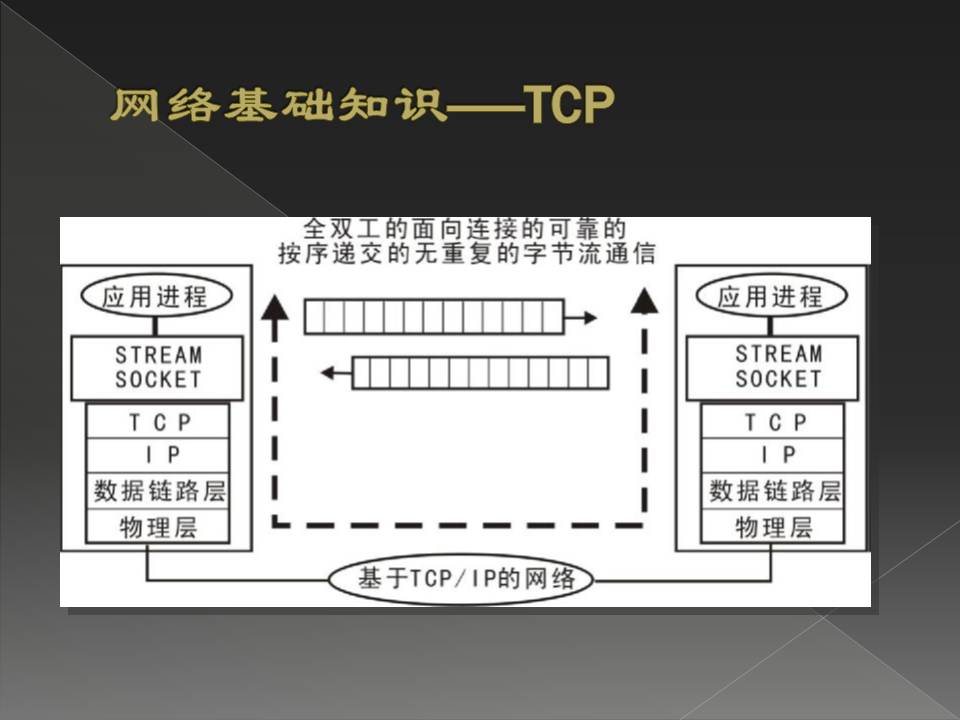 网络基础知识——TCP
全双工的面向连接的可靠的
按序递交的无重复的字节流通信
应用进程
STREAM
SOCKET
TCP
IP
数据链路层
物理层
应用进程
STREAM
SOCKET
TCP
IP
数据链路层
物理层
基于TCP/IP的网络